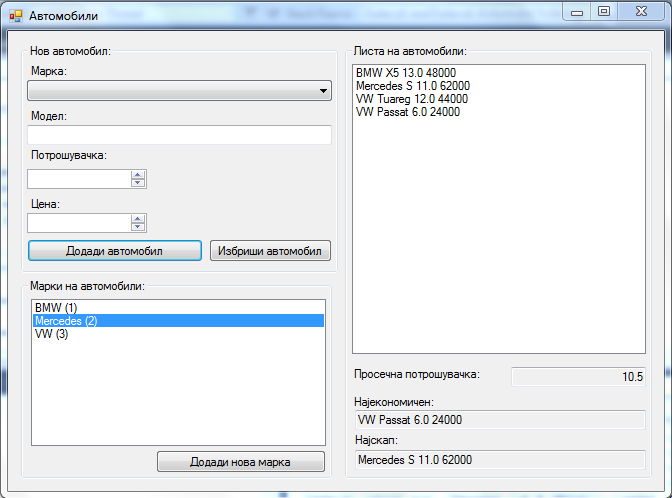 Автомобили
Нов автомобил:
Марка:
Модел:
Потрошувачка:
Цена:
Додади автомобил
Избриши автомобил
Марки на автомобили:
BMW (1)
Mercedes (2)
VW (3)
Додади нова марка
Листа на автомобили:
BMW X5 13.0 48000
Mercedes S 11.0 62000
VW Tuareg 12.0 44000
VW Passat 6.0 24000
Просечна потрошувачка: 10.5
Најекономичен:
VW Passat 6.0 24000
Најскап:
Mercedes S 11.0 62000